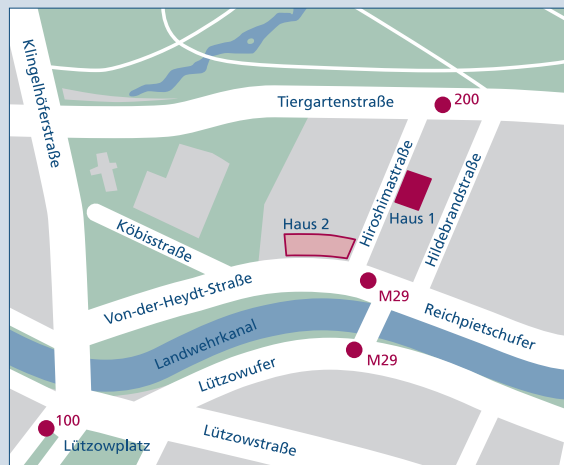 Klingelhöferstraße
Tiergartenstraße
200
Hiroshimastraße
Haus 1
Hildebrandstraße
Haus 2
Köbisstraße
Von-der-Heydt-Straße
M29
Reichpietschufer
Landwehrkanal
M29
Lützowufer
100
Lützowplatz
Lützowstraße